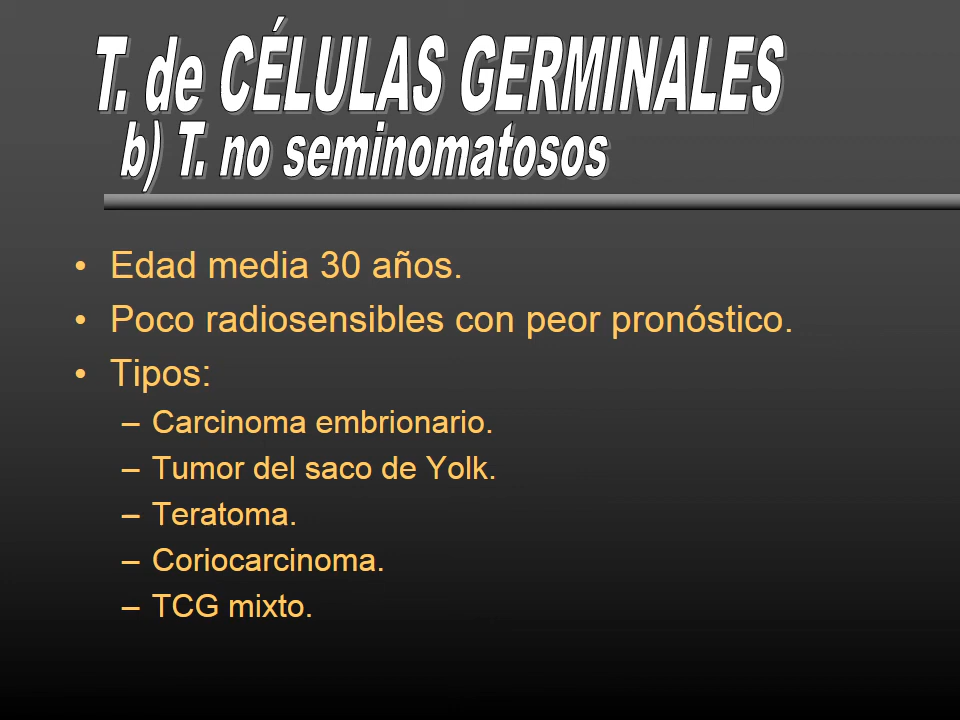 T. de CÉLULAS GERMINALES
b) T. no seminomatosos
• Edad media 30 años.
• Poco radiosensibles con peor pronóstico.
• Tipos:
– Carcinoma embrionario.
– Tumor del saco de Yolk.
– Teratoma.
– Coriocarcinoma.
– TCG mixto.